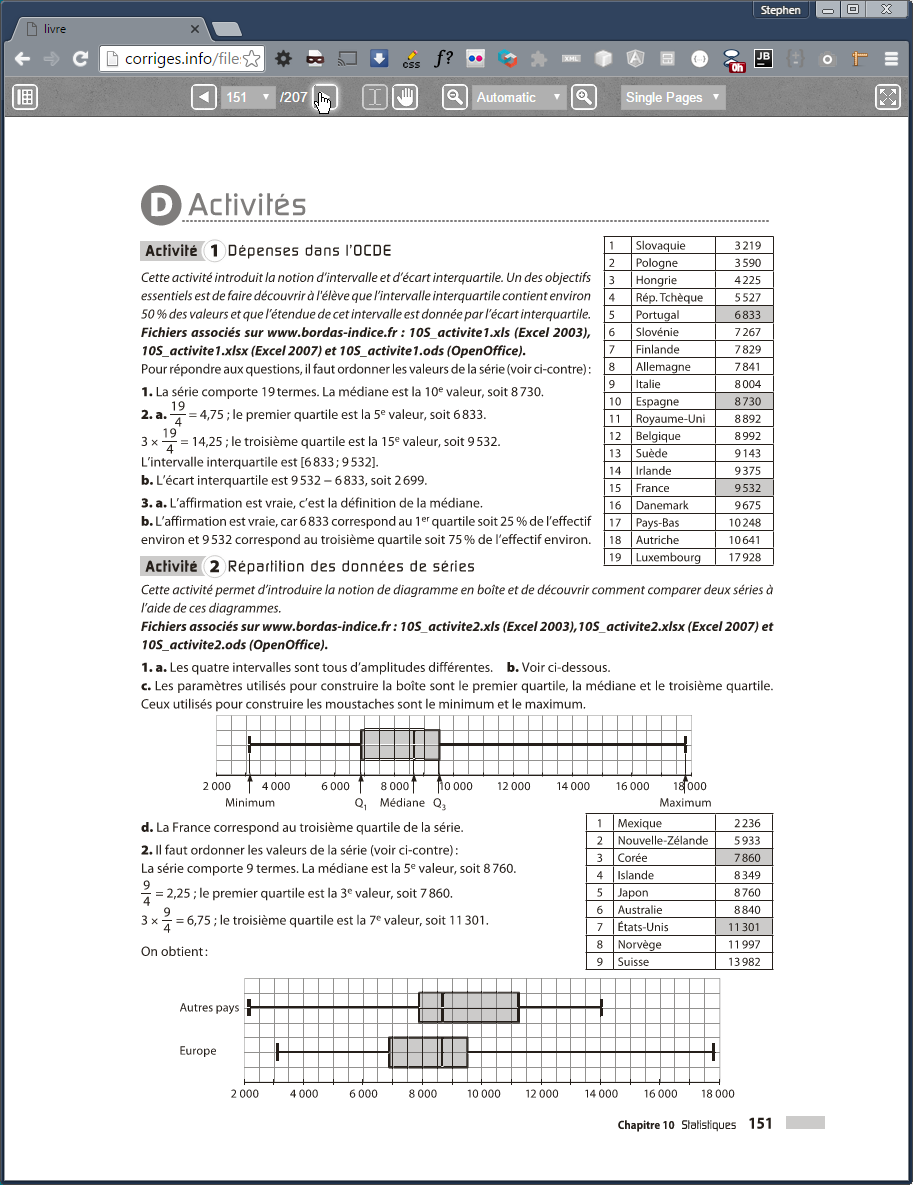 Stephen
livre
corriges.info/file
f?
css
XML
0h
JB
151
/207
Automatic
Single Pages
D Activités
Activité 1 Dépenses dans l'OCDE
Cette activité introduit la notion d'intervalle et d'écart interquartile. Un des objectifs
essentiels est de faire découvrir à l'élève que l'intervalle interquartile contient environ
50 % des valeurs et que l'étendue de cet intervalle est donnée par l'écart interquartile.
Fichiers associés sur www.bordas-indice.fr : 10S_activite1.xls (Excel 2003),
10S_activite1.xlsx (Excel 2007) et 10S_activite1.ods (OpenOffice).
Pour répondre aux questions, il faut ordonner les valeurs de la série (voir ci-contre) :
1. La série comporte 19 termes. La médiane est la 10e valeur, soit 8 730.
2. a. 19/4 = 4,75 ; le premier quartile est la 5e valeur, soit 6 833.
3 × 19/4 = 14,25 ; le troisième quartile est la 15e valeur, soit 9 532.
L'intervalle interquartile est [6 833 ; 9 532].
b. L'écart interquartile est 9 532 − 6 833, soit 2 699.
3. a. L'affirmation est vraie, c'est la définition de la médiane.
b. L'affirmation est vraie, car 6 833 correspond au 1er quartile soit 25 % de l'effectif
environ et 9 532 correspond au troisième quartile soit 75 % de l'effectif environ.
1 Slovaquie 3 219
2 Pologne 3 590
3 Hongrie 4 225
4 Rép. Tchèque 5 527
5 Portugal 6 833
6 Slovénie 7 267
7 Finlande 7 829
8 Allemagne 7 841
9 Italie 8 004
10 Espagne 8 730
11 Royaume-Uni 8 892
12 Belgique 8 992
13 Suède 9 143
14 Irlande 9 375
15 France 9 532
16 Danemark 9 675
17 Pays-Bas 10 248
18 Autriche 10 641
19 Luxembourg 17 928
Activité 2 Répartition des données de séries
Cette activité permet d'introduire la notion de diagramme en boîte et de découvrir comment comparer deux séries à
l'aide de ces diagrammes.
Fichiers associés sur www.bordas-indice.fr : 10S_activite2.xls (Excel 2003), 10S_activite2.xlsx (Excel 2007) et
10S_activite2.ods (OpenOffice).
1. a. Les quatre intervalles sont tous d'amplitudes différentes. b. Voir ci-dessous.
c. Les paramètres utilisés pour construire la boîte sont le premier quartile, la médiane et le troisième quartile.
Ceux utilisés pour construire les moustaches sont le minimum et le maximum.
2 000 4 000 6 000 8 000 10 000 12 000 14 000 16 000 18 000
Minimum Q1 Médiane Q3 Maximum
d. La France correspond au troisième quartile de la série.
2. Il faut ordonner les valeurs de la série (voir ci-contre) :
La série comporte 9 termes. La médiane est la 5e valeur, soit 8 760.
9/4 = 2,25 ; le premier quartile est la 3e valeur, soit 7 860.
3 × 9/4 = 6,75 ; le troisième quartile est la 7e valeur, soit 11 301.
On obtient :
1 Mexique 2 236
2 Nouvelle-Zélande 5 933
3 Corée 7 860
4 Islande 8 349
5 Japon 8 760
6 Australie 8 840
7 États-Unis 11 301
8 Norvège 11 997
9 Suisse 13 982
Autres pays
Europe
2 000 4 000 6 000 8 000 10 000 12 000 14 000 16 000 18 000
Chapitre 10 Statistiques 151